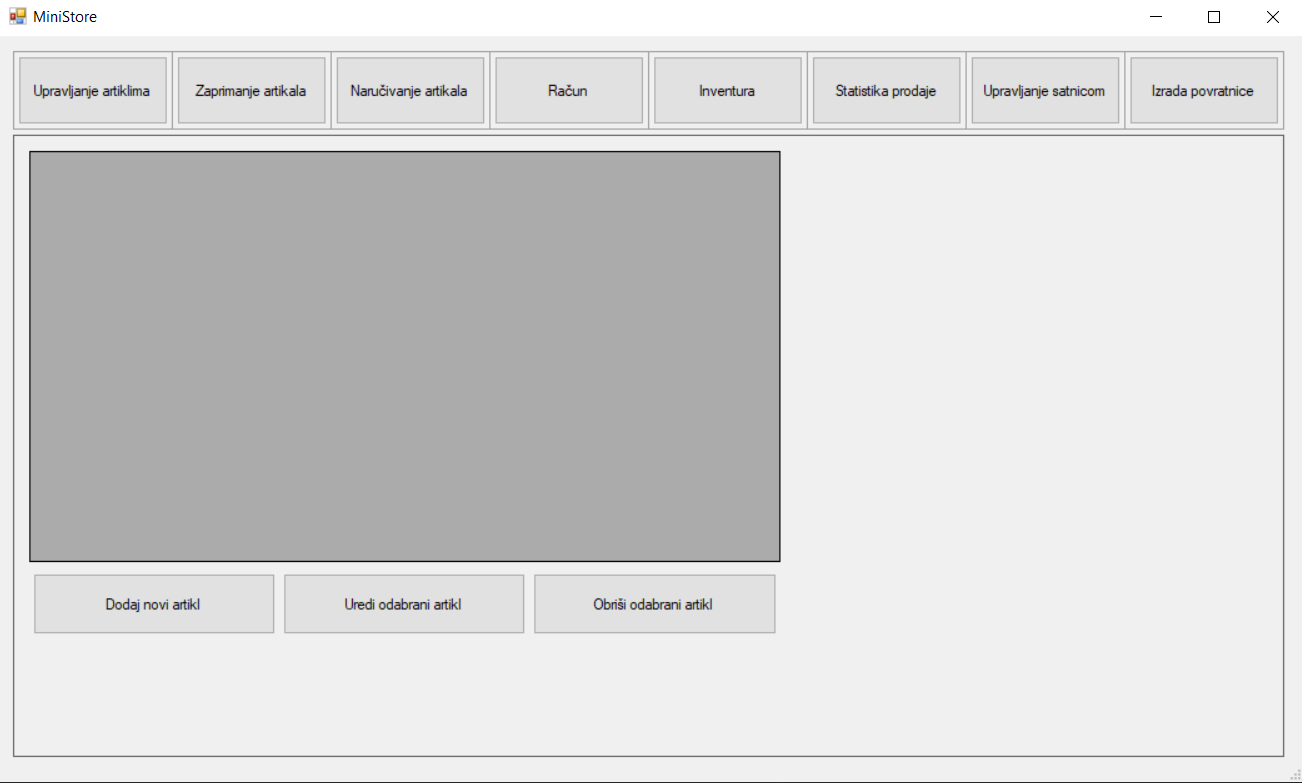 MiniStore
Upravljanje artiklima
Zaprimanje artikala
Naručivanje artikala
Račun
Inventura
Statistika prodaje
Upravljanje satnicom
Izrada povratnice
Dodaj novi artikl
Uredi odabrani artikl
Obriši odabrani artikl